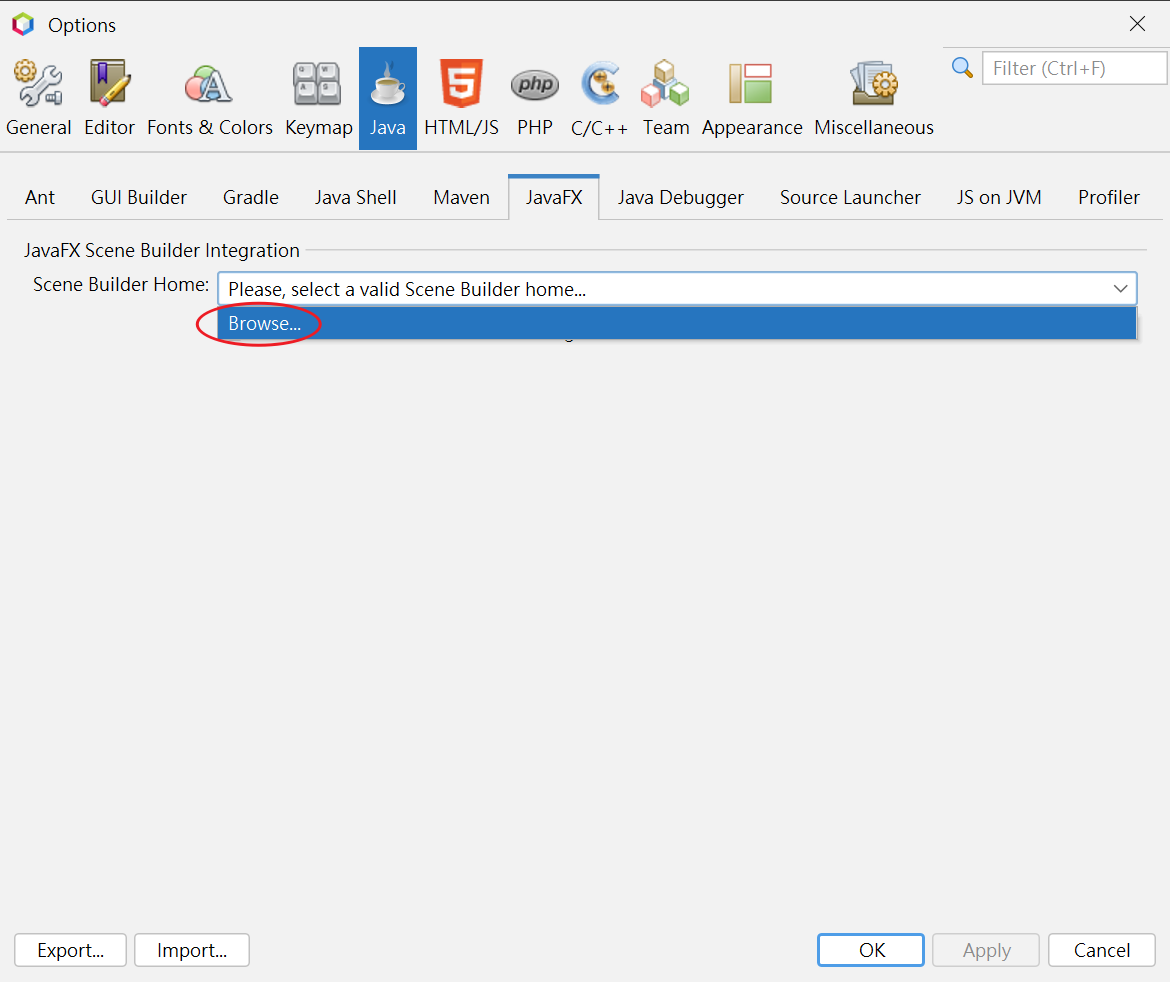 Options
Filter (Ctrl+F)
General Editor Fonts & Colors Keymap Java HTML/JS PHP C/C++ Team Appearance Miscellaneous
Ant GUI Builder Gradle Java Shell Maven JavaFX Java Debugger Source Launcher JS on JVM Profiler
JavaFX Scene Builder Integration
Scene Builder Home: Please, select a valid Scene Builder home...
Browse...
Export... Import... OK Apply Cancel